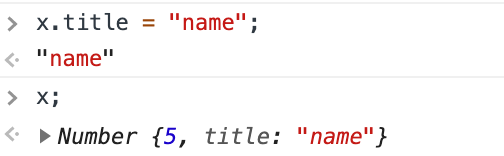 > x.title = "name";
< "name"
> x;
< ▶ Number {5, title: "name"}